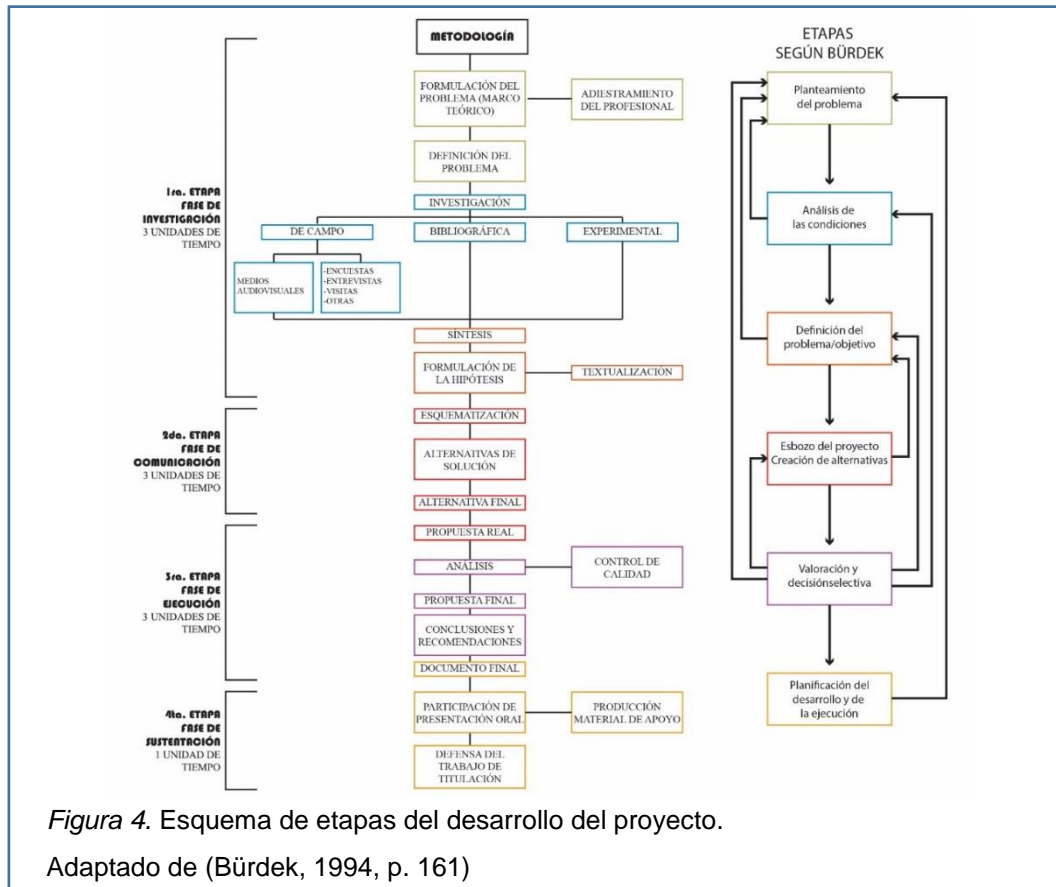 METODOLOGÍA
FORMULACIÓN DEL
PROBLEMA (MARCO
TEÓRICO)
ADIESTRAMIENTO
DEL PROFESIONAL
DEFINICIÓN DEL
PROBLEMA
1ra. ETAPA
FASE DE
INVESTIGACIÓN
3 UNIDADES DE
TIEMPO
INVESTIGACIÓN
DE CAMPO
BIBLIOGRÁFICA
EXPERIMENTAL
MEDIOS
AUDIOVISUALES
-ENCUESTAS
-ENTREVISTAS
-VISITAS
-OTRAS
SÍNTESIS
FORMULACIÓN DE
LA HIPÓTESIS
TEXTUALIZACIÓN
2da. ETAPA
FASE DE
COMUNICACIÓN
3 UNIDADES DE
TIEMPO
ESQUEMATIZACIÓN
ALTERNATIVAS DE
SOLUCIÓN
ALTERNATIVA FINAL
3ra. ETAPA
FASE DE
EJECUCIÓN
3 UNIDADES DE
TIEMPO
PROPUESTA REAL
ANÁLISIS
CONTROL DE
CALIDAD
PROPUESTA FINAL
CONCLUSIONES Y
RECOMENDACIONES
DOCUMENTO FINAL
4ta. ETAPA
FASE DE
SUSTENTACIÓN
1 UNIDAD DE
TIEMPO
PARTICIPACIÓN DE
PRESENTACIÓN ORAL
PRODUCCIÓN
MATERIAL DE APOYO
DEFENSA DEL
TRABAJO DE
TITULACIÓN
ETAPAS
SEGÚN BÜRDEK
Planteamiento
del problema
Análisis de
las condiciones
Definición del
problema/objetivo
Esbozo del proyecto
Creación de alternativas
Valoración y
decisiónselectiva
Planificación del
desarrollo y de
la ejecución
Figura 4. Esquema de etapas del desarrollo del proyecto.
Adaptado de (Bürdek, 1994, p. 161)